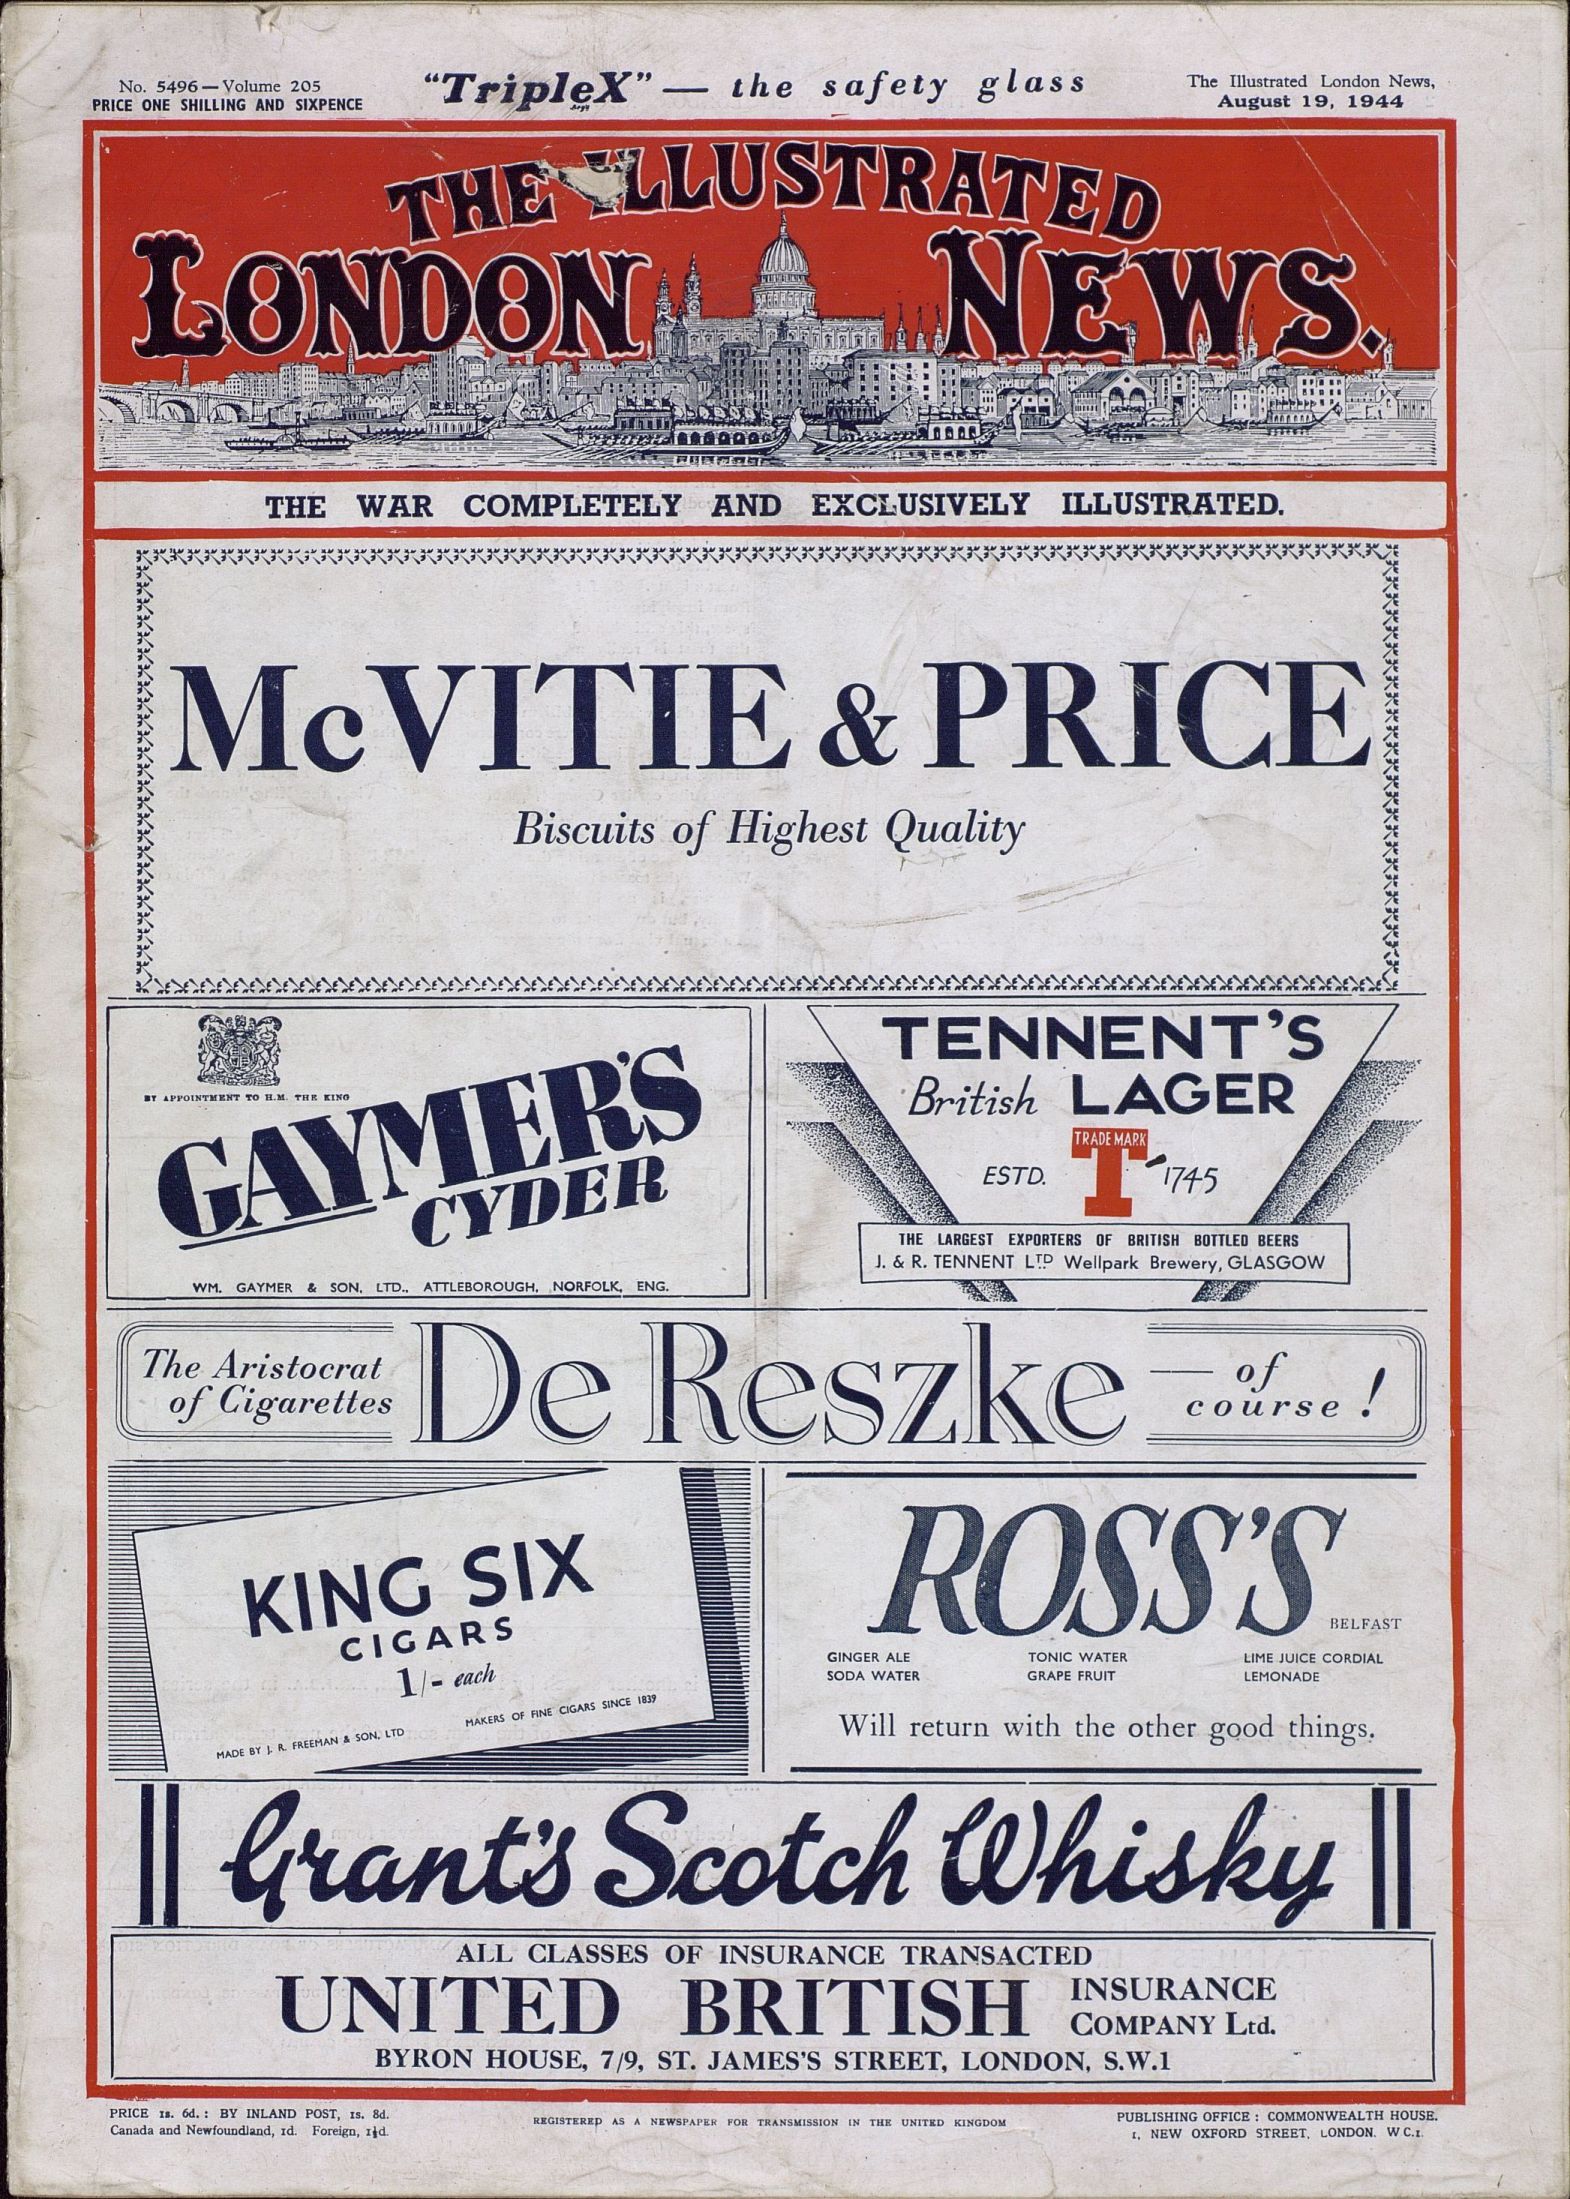 No. 5496—Volume 205
PRICE ONE SHILLING AND SIXPENCE
"TripleX" — the safety glass
The Illustrated London News,
August 19, 1944
THE ILLUSTRATED
LONDON NEWS.
THE WAR COMPLETELY AND EXCLUSIVELY ILLUSTRATED.
McVITIE & PRICE
Biscuits of Highest Quality
BY APPOINTMENT TO H.M. THE KING
GAYMER'S
CYDER
WM. GAYMER & SON, LTD., ATTLEBOROUGH, NORFOLK, ENG.
TENNENT'S
British LAGER
TRADE MARK
ESTD. T 1745
THE LARGEST EXPORTERS OF BRITISH BOTTLED BEERS
J. & R. TENNENT LTD Wellpark Brewery, GLASGOW
The Aristocrat
of Cigarettes
De Reszke
— of
course!
KING SIX
CIGARS
1/- each
MADE BY J. R. FREEMAN & SON, LTD
MAKERS OF FINE CIGARS SINCE 1839
ROSS'S
BELFAST
GINGER ALE TONIC WATER LIME JUICE CORDIAL
SODA WATER GRAPE FRUIT LEMONADE
Will return with the other good things.
Grant's Scotch Whisky
ALL CLASSES OF INSURANCE TRANSACTED
UNITED BRITISH INSURANCE
COMPANY Ltd.
BYRON HOUSE, 7/9, ST. JAMES'S STREET, LONDON, S.W.1
PRICE 1s. 6d.: BY INLAND POST, 1s. 8d.
Canada and Newfoundland, 1d. Foreign, 1½d.
REGISTERED AS A NEWSPAPER FOR TRANSMISSION IN THE UNITED KINGDOM
PUBLISHING OFFICE: COMMONWEALTH HOUSE.
1, NEW OXFORD STREET, LONDON. W C.1.